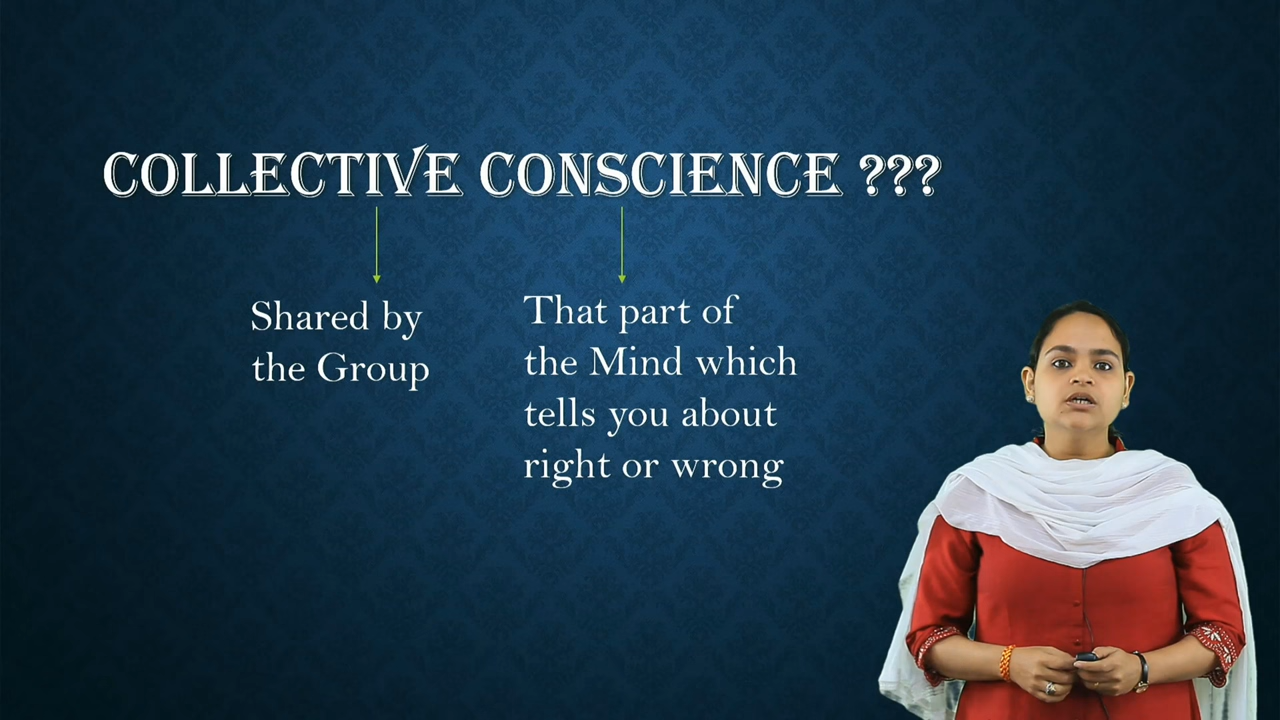 COLLECTIVE CONSCIENCE ???
Shared by
the Group
That part of
the Mind which
tells you about
right or wrong